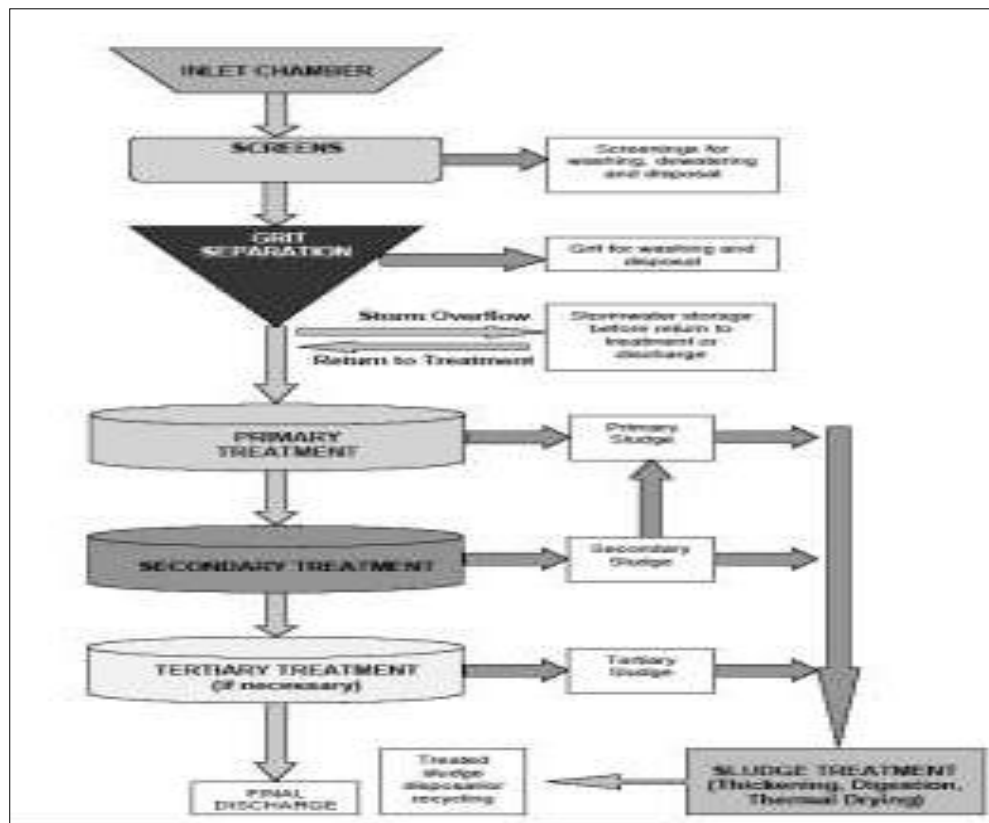 INLET CHAMBER
SCREENS
Screenings for
washing, dewatering
and disposal
GRIT
SEPARATION
Grit for washing and
disposal
Storm Overflow
Return to Treatment
Stormwater storage
before return to
treatment or
discharge
PRIMARY
TREATMENT
Primary
Sludge
SECONDARY TREATMENT
Secondary
Sludge
TERTIARY TREATMENT
(If necessary)
Tertiary
Sludge
FINAL
DISCHARGE
Treated
sludge
disposal/or
recycling
SLUDGE TREATMENT
(Thickening, Digestion,
Thermal Drying)